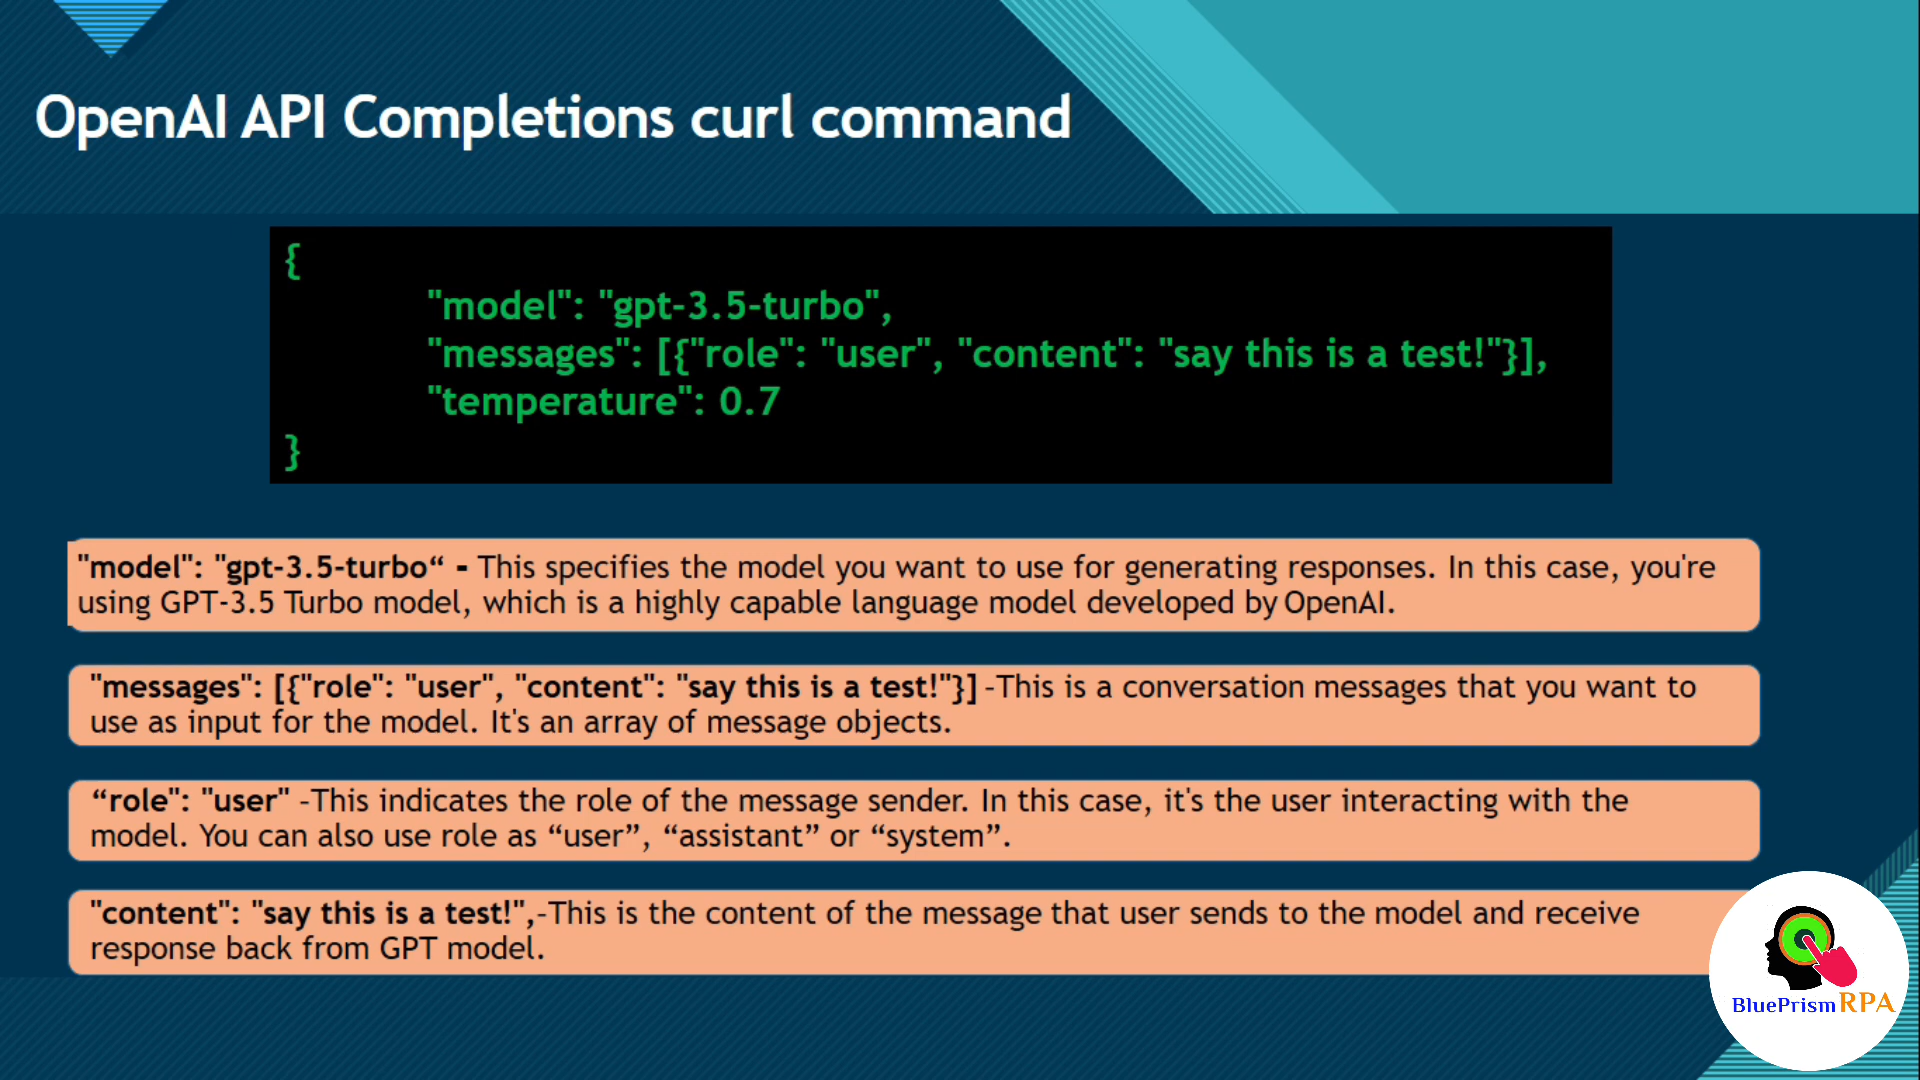 OpenAI API Completions curl command
{
"model": "gpt-3.5-turbo",
"messages": [{"role": "user", "content": "say this is a test!"}],
"temperature": 0.7
}
"model": "gpt-3.5-turbo“ - This specifies the model you want to use for generating responses. In this case, you're
using GPT-3.5 Turbo model, which is a highly capable language model developed by OpenAI.
"messages": [{"role": "user", "content": "say this is a test!"}] -This is a conversation messages that you want to
use as input for the model. It's an array of message objects.
“role": "user" -This indicates the role of the message sender. In this case, it's the user interacting with the
model. You can also use role as “user”, “assistant” or “system”.
"content": "say this is a test!",-This is the content of the message that user sends to the model and receive
response back from GPT model.
BluePrism RPA